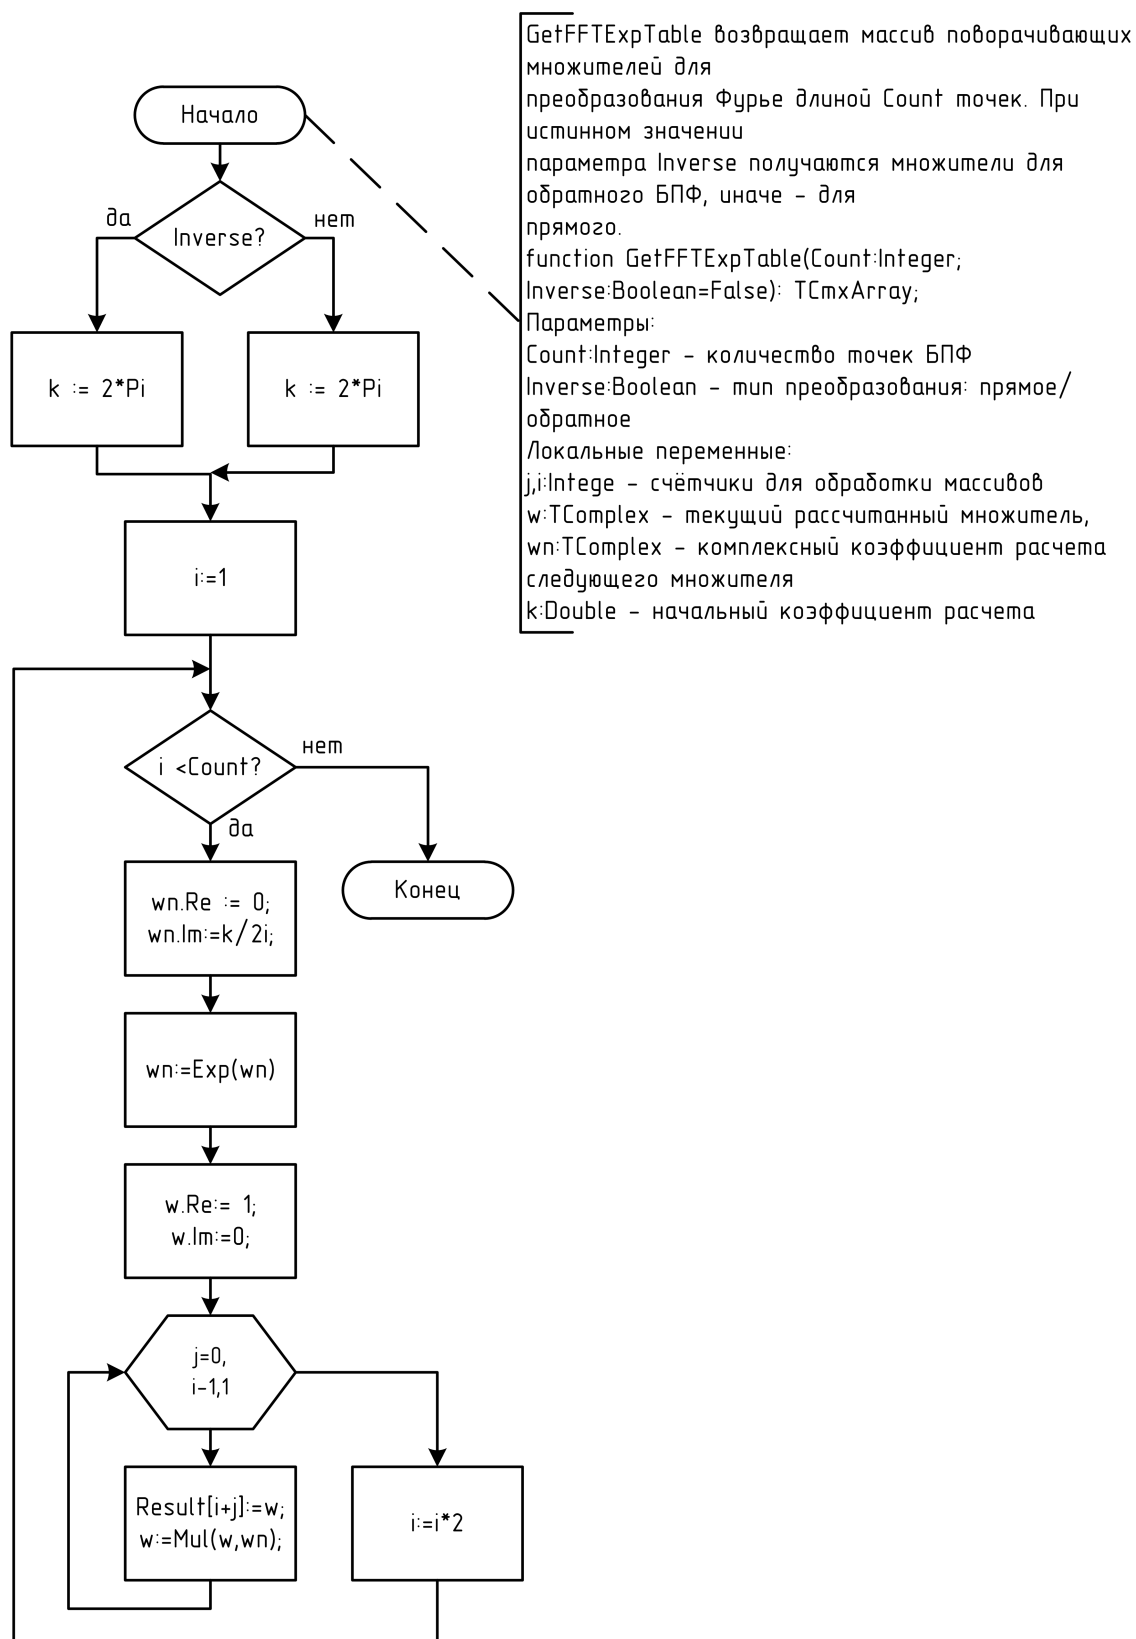 GetFFTExpTable возвращает массив поворачивающих
множителей для
преобразования Фурье длиной Count точек. При
истинном значении
параметра Inverse получаются множители для
обратного БПФ, иначе - для
прямого.
function GetFFTExpTable(Count:Integer;
Inverse:Boolean=False): TCmxArray;
Параметры:
Count:Integer - количество точек БПФ
Inverse:Boolean - тип преобразования: прямое/
обратное
Локальные переменные:
j,i:Intege - счётчики для обработки массивов
w:TComplex - текущий рассчитанный множитель,
wn:TComplex - комплексный коэффициент расчета
следующего множителя
k:Double - начальный коэффициент расчета
Начало
Inverse?
да
нет
k := 2*Pi
k := 2*Pi
i:=1
i <Count?
нет
да
Конец
wn.Re := 0;
wn.Im:=k/2i;
wn:=Exp(wn)
w.Re:= 1;
w.Im:=0;
j=0,
i-1,1
Result[i+j]:=w;
w:=Mul(w,wn);
i:=i*2